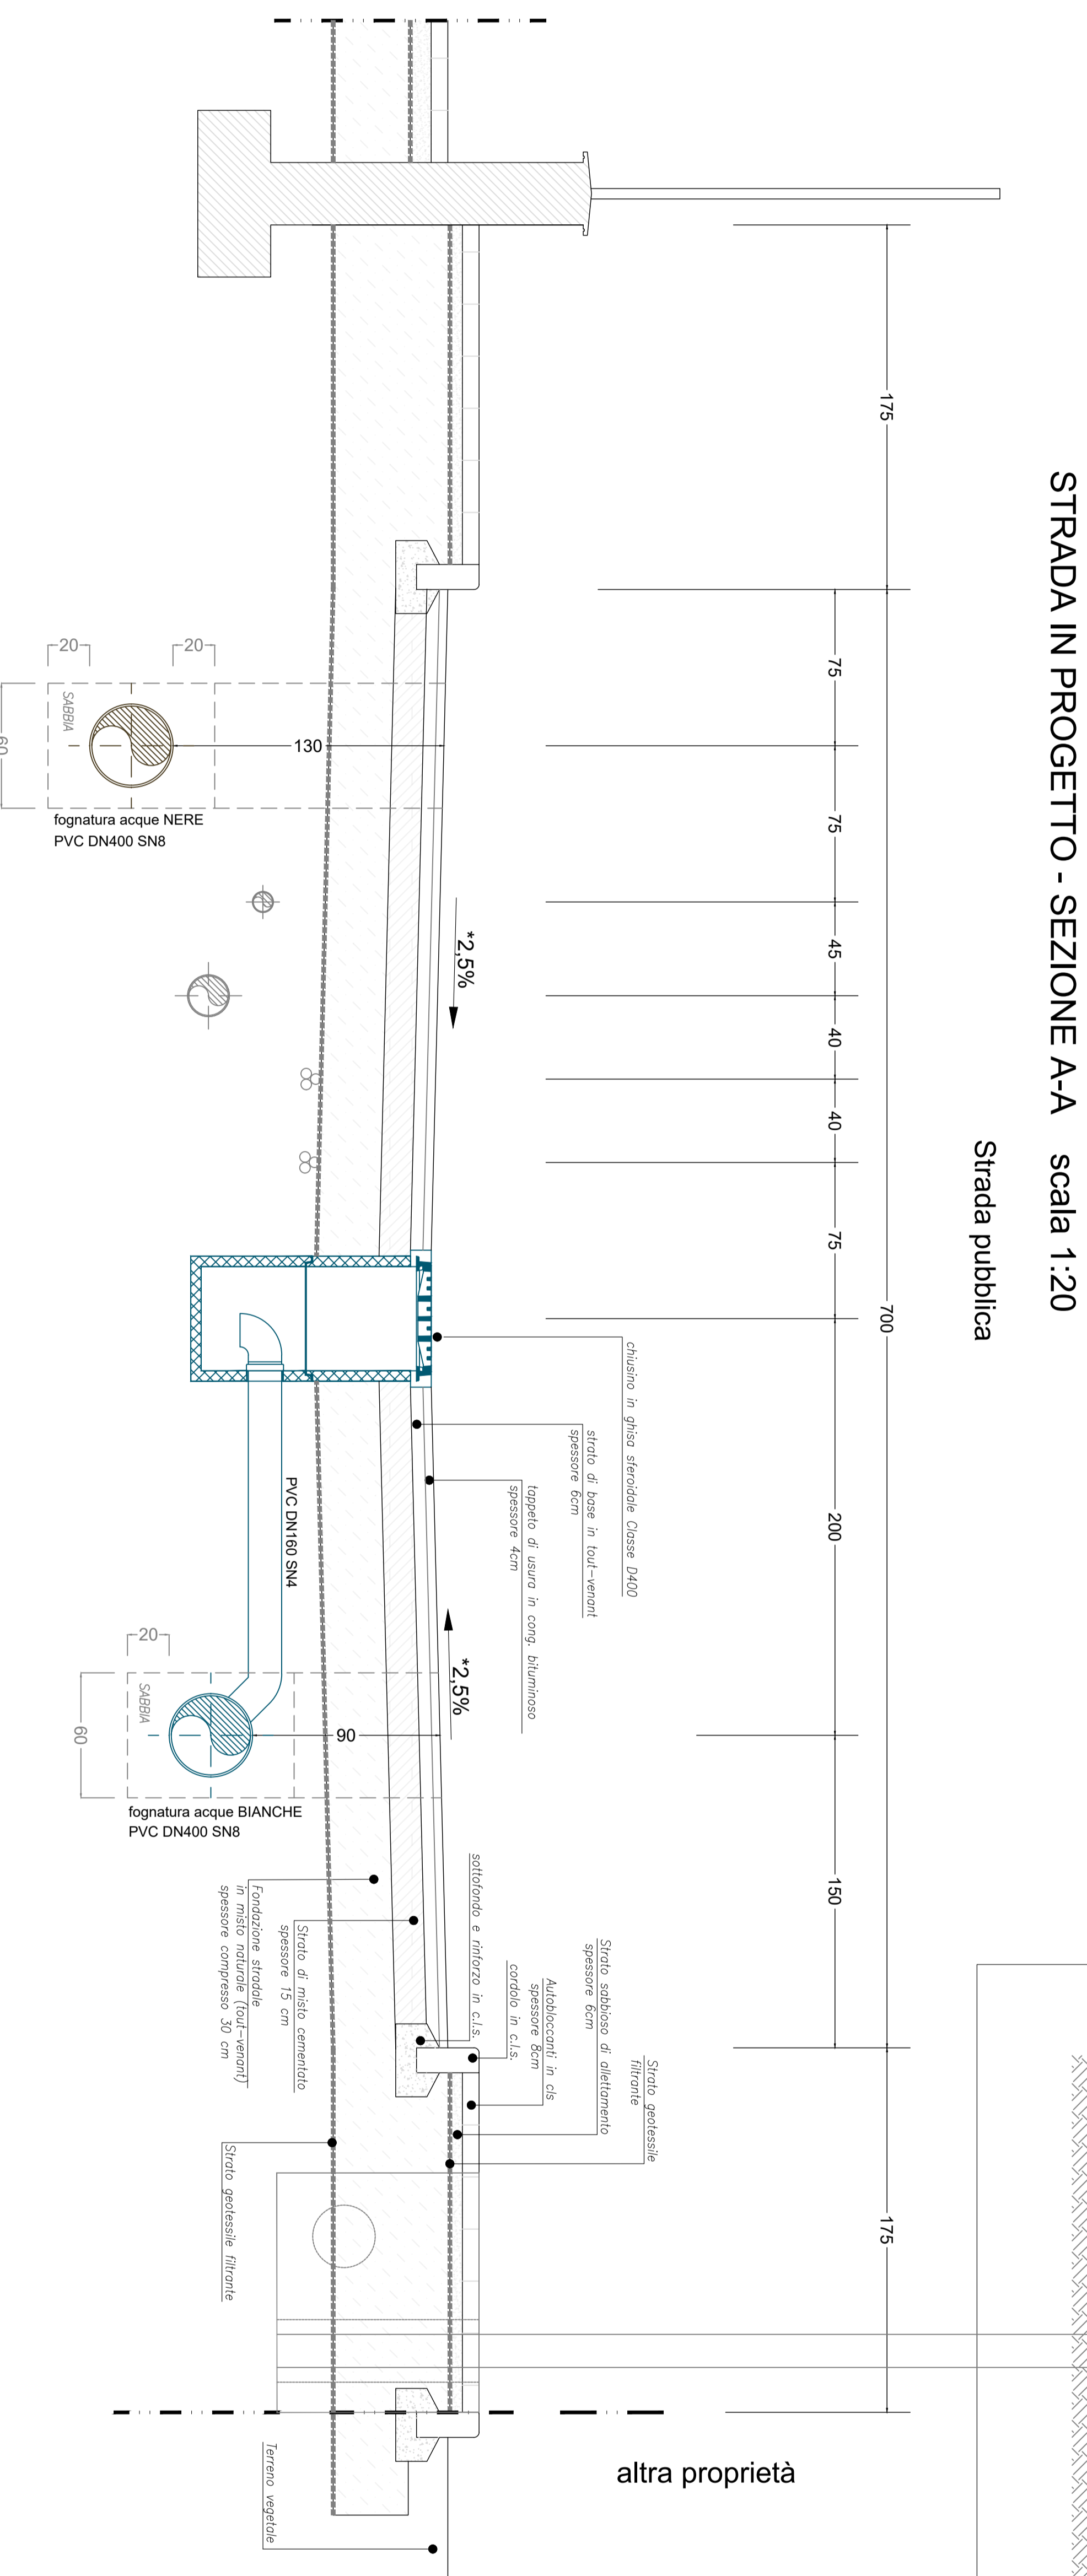 STRADA IN PROGETTO - SEZIONE A-A scala 1:20
Strada pubblica
175
700
175
75
75
45
40
40
75
200
150
*2,5%
*2,5%
chiusino in ghisa sferoidale Classe D400
strato di base in tout-venant
spessore 6cm
tappeto di usura in cong. bituminoso
spessore 4cm
Strato geotessile
filtrante
Strato sabbioso di allettamento
spessore 6cm
Autobloccanti in cls
spessore 8cm
cordolo in c.l.s.
sottofondo e rinforzo in c.l.s.
Strato di misto cementato
spessore 15 cm
Fondazione stradale
in misto naturale (tout-venant)
spessore compresso 30 cm
Strato geotessile filtrante
Terreno vegetale
altra proprietà
130
20
20
SABBIA
60
fognatura acque NERE
PVC DN400 SN8
PVC DN160 SN4
90
20
SABBIA
60
fognatura acque BIANCHE
PVC DN400 SN8